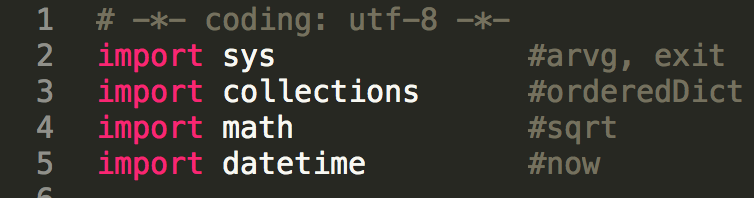 1 # -*- coding: utf-8 -*-
2 import sys #arvg, exit
3 import collections #orderedDict
4 import math #sqrt
5 import datetime #now